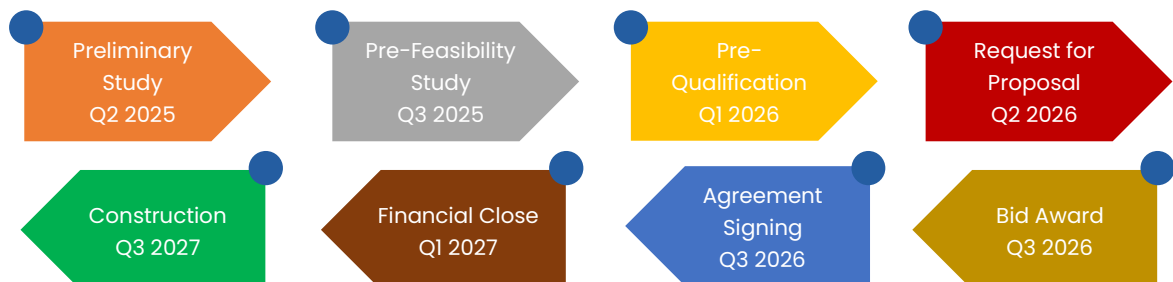 Preliminary
Study
Q2 2025
Pre-Feasibility
Study
Q3 2025
Pre-
Qualification
Q1 2026
Request for
Proposal
Q2 2026
Construction
Q3 2027
Financial Close
Q1 2027
Agreement
Signing
Q3 2026
Bid Award
Q3 2026